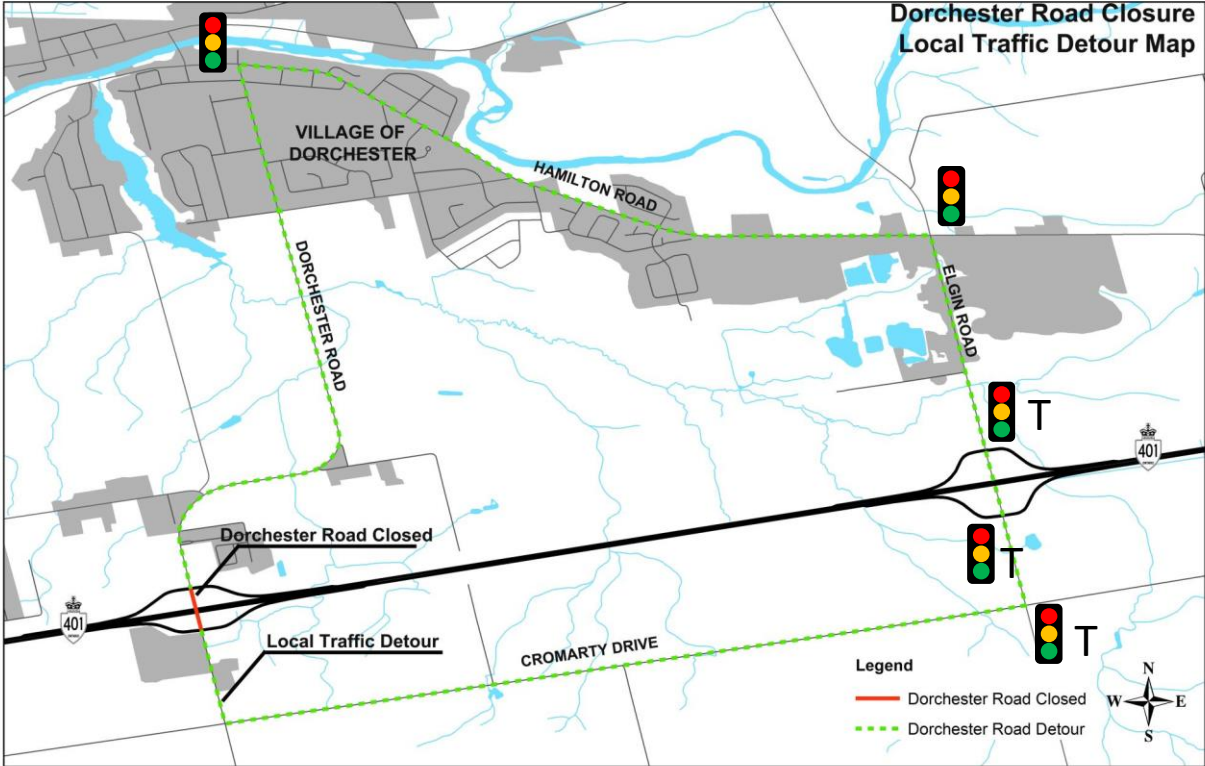 Dorchester Road Closure
Local Traffic Detour Map
VILLAGE OF
DORCHESTER
HAMILTON ROAD
DORCHESTER ROAD
ELGIN ROAD
T
401
Dorchester Road Closed
T
401
Local Traffic Detour
CROMARTY DRIVE
T
Legend
Dorchester Road Closed
Dorchester Road Detour
N
W
E
S